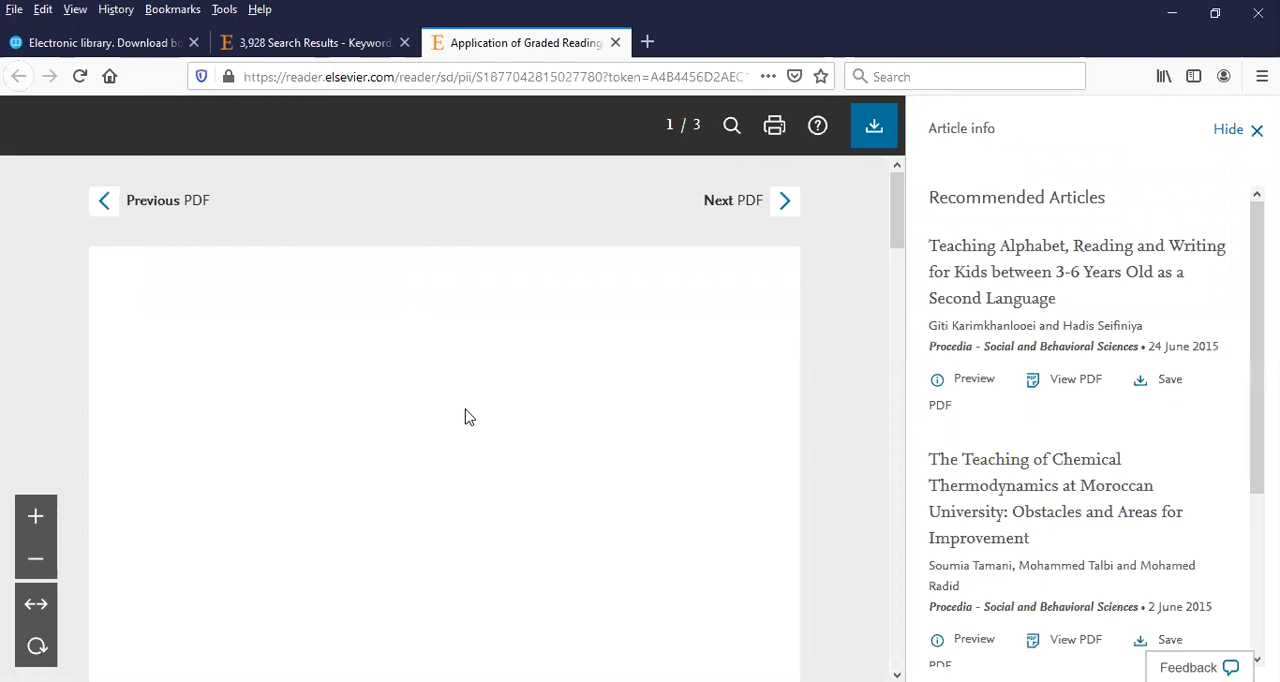 File Edit View History Bookmarks Tools Help
Electronic library. Download bo
3,928 Search Results - Keyword
Application of Graded Reading
https://reader.elsevier.com/reader/sd/pii/S1877042815027780?token=A4B4456D2AEC
Search
1 / 3
Article info
Hide
Previous PDF
Next PDF
Recommended Articles
Teaching Alphabet, Reading and Writing
for Kids between 3-6 Years Old as a
Second Language
Giti Karimkhanlooei and Hadis Seifiniya
Procedia - Social and Behavioral Sciences • 24 June 2015
Preview View PDF Save
PDF
The Teaching of Chemical
Thermodynamics at Moroccan
University: Obstacles and Areas for
Improvement
Soumia Tamani, Mohammed Talbi and Mohamed
Radid
Procedia - Social and Behavioral Sciences • 2 June 2015
Preview View PDF Save
PDF
Feedback